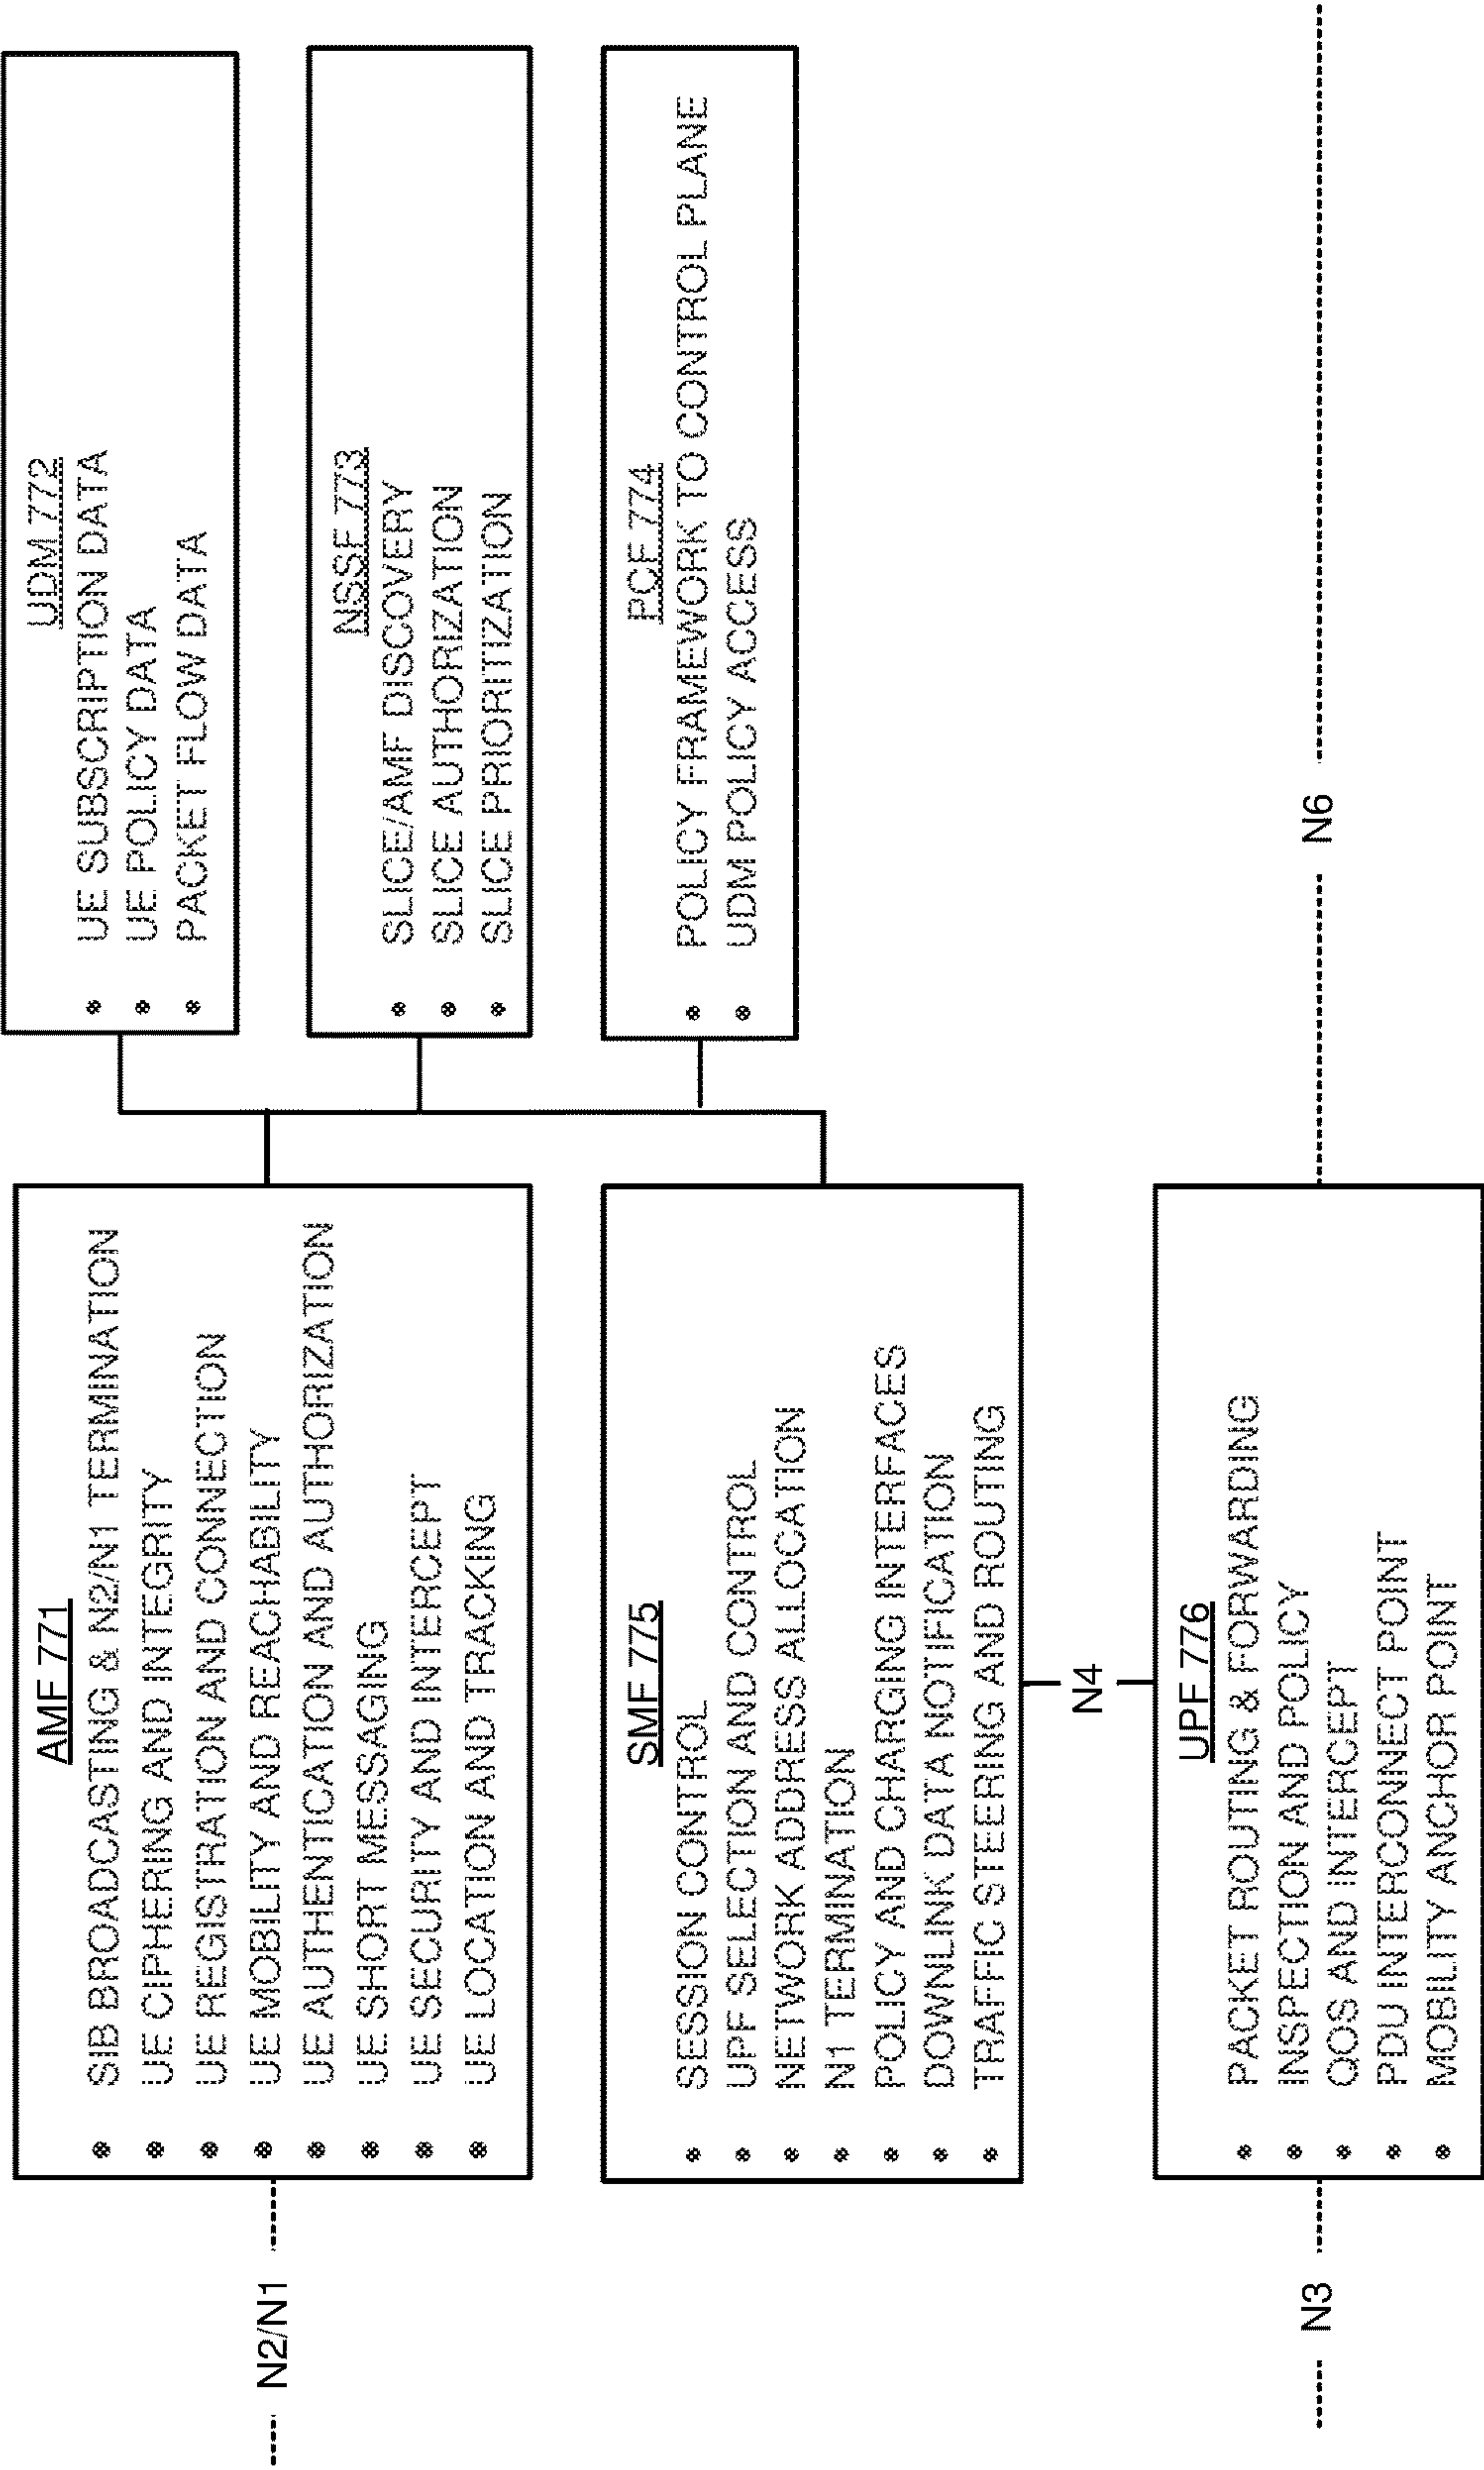 AMF 771
• SIB BROADCASTING & N2/N1 TERMINATION
• UE CIPHERING AND INTEGRITY
• UE REGISTRATION AND CONNECTION
• UE MOBILITY AND REACHABILITY
• UE AUTHENTICATION AND AUTHORIZATION
• UE SHORT MESSAGING
• UE SECURITY AND INTERCEPT
• UE LOCATION AND TRACKING
N2/N1
UDM 772
• UE SUBSCRIPTION DATA
• UE POLICY DATA
• PACKET FLOW DATA
NSSF 773
• SLICE/AMF DISCOVERY
• SLICE AUTHORIZATION
• SLICE PRIORITIZATION
PCF 774
• POLICY FRAMEWORK TO CONTROL PLANE
• UDM POLICY ACCESS
SMF 775
• SESSION CONTROL
• UPF SELECTION AND CONTROL
• NETWORK ADDRESS ALLOCATION
• N1 TERMINATION
• POLICY AND CHARGING INTERFACES
• DOWNLINK DATA NOTIFICATION
• TRAFFIC STEERING AND ROUTING
N4
UPF 776
• PACKET ROUTING & FORWARDING
• INSPECTION AND POLICY
• QOS AND INTERCEPT
• PDU INTERCONNECT POINT
• MOBILITY ANCHOR POINT
N3
N6